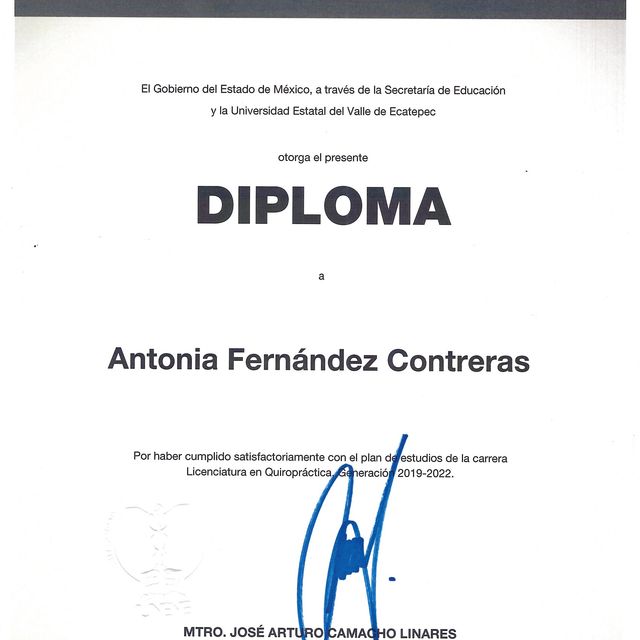 El Gobierno del Estado de México, a través de la Secretaría de Educación
y la Universidad Estatal del Valle de Ecatepec
otorga el presente
DIPLOMA
a
Antonia Fernández Contreras
Por haber cumplido satisfactoriamente con el plan de estudios de la carrera
Licenciatura en Quiropráctica, Generación 2019-2022.
MTRO. JOSÉ ARTURO CAMACHO LINARES